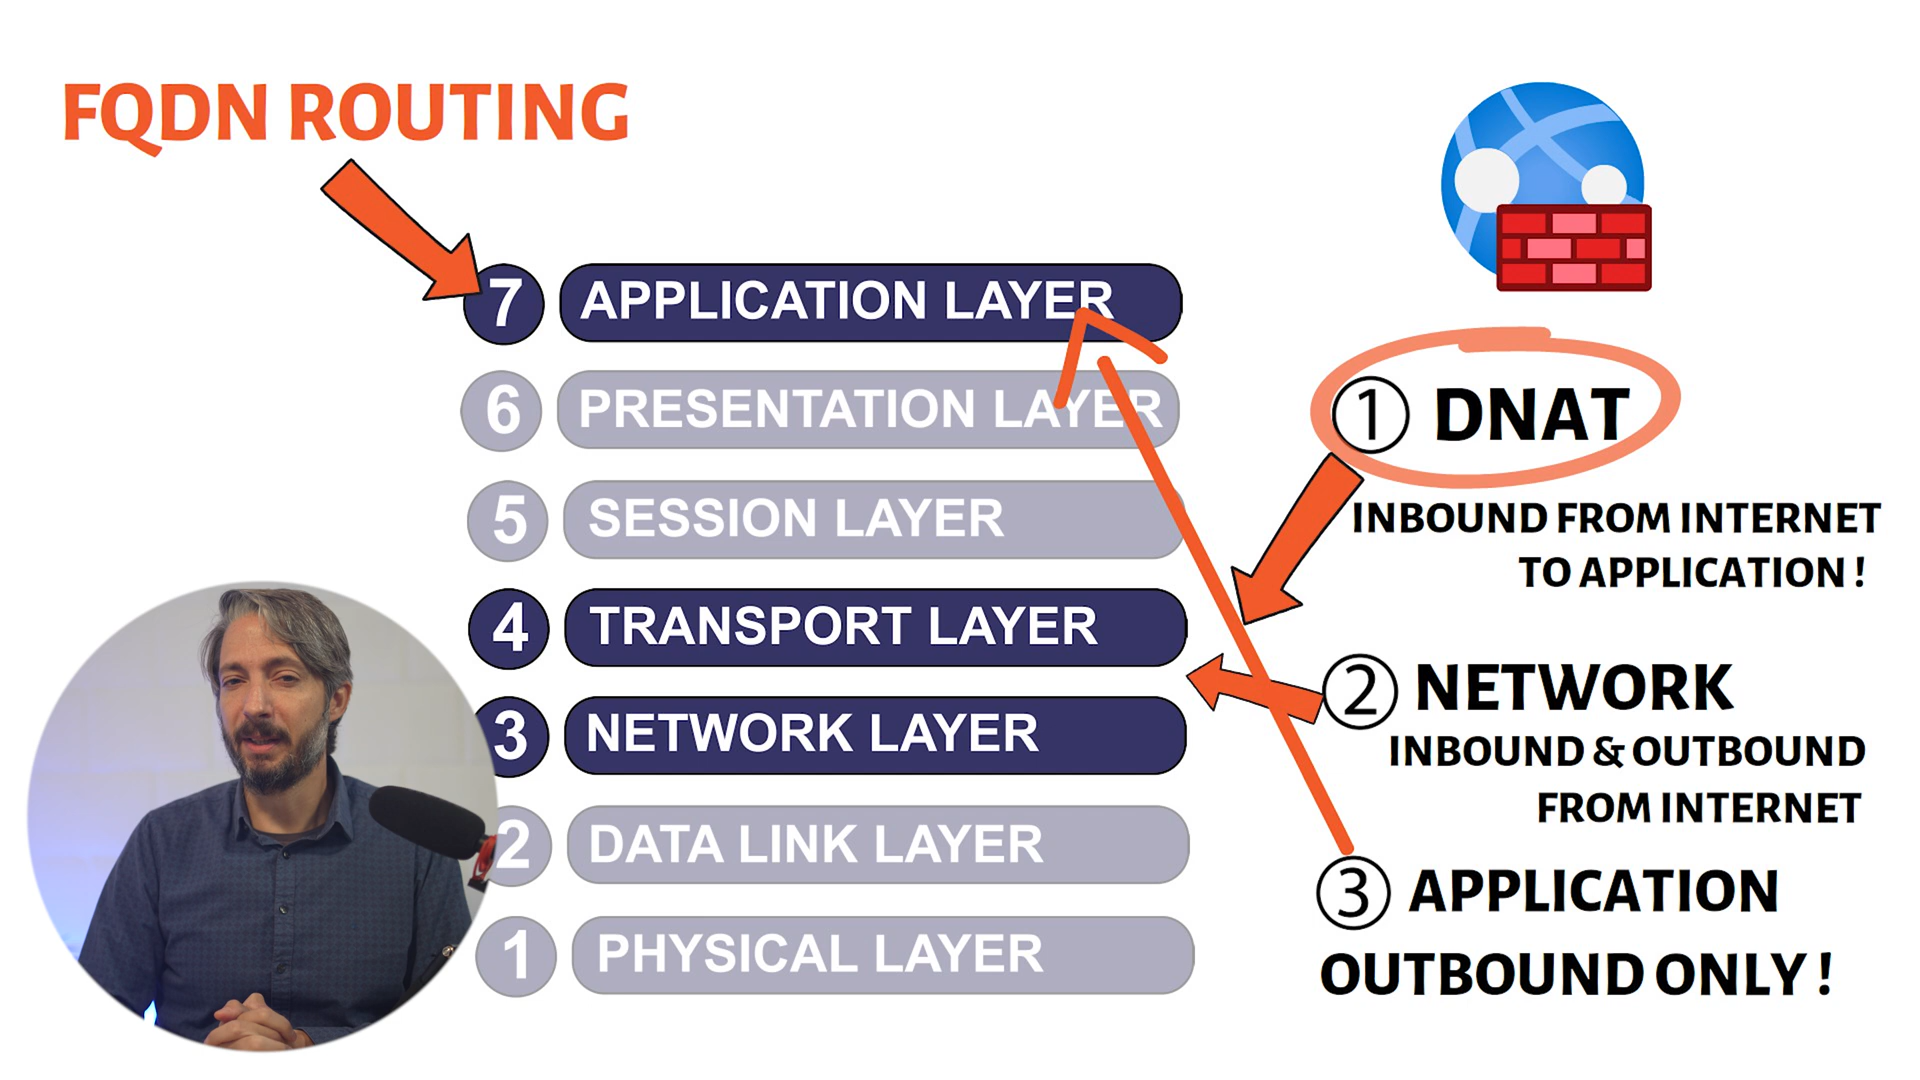 FQDN ROUTING
7 APPLICATION LAYER
6 PRESENTATION LAYER
5 SESSION LAYER
4 TRANSPORT LAYER
3 NETWORK LAYER
2 DATA LINK LAYER
1 PHYSICAL LAYER
1 DNAT
INBOUND FROM INTERNET
TO APPLICATION !
2 NETWORK
INBOUND & OUTBOUND
FROM INTERNET
3 APPLICATION
OUTBOUND ONLY !